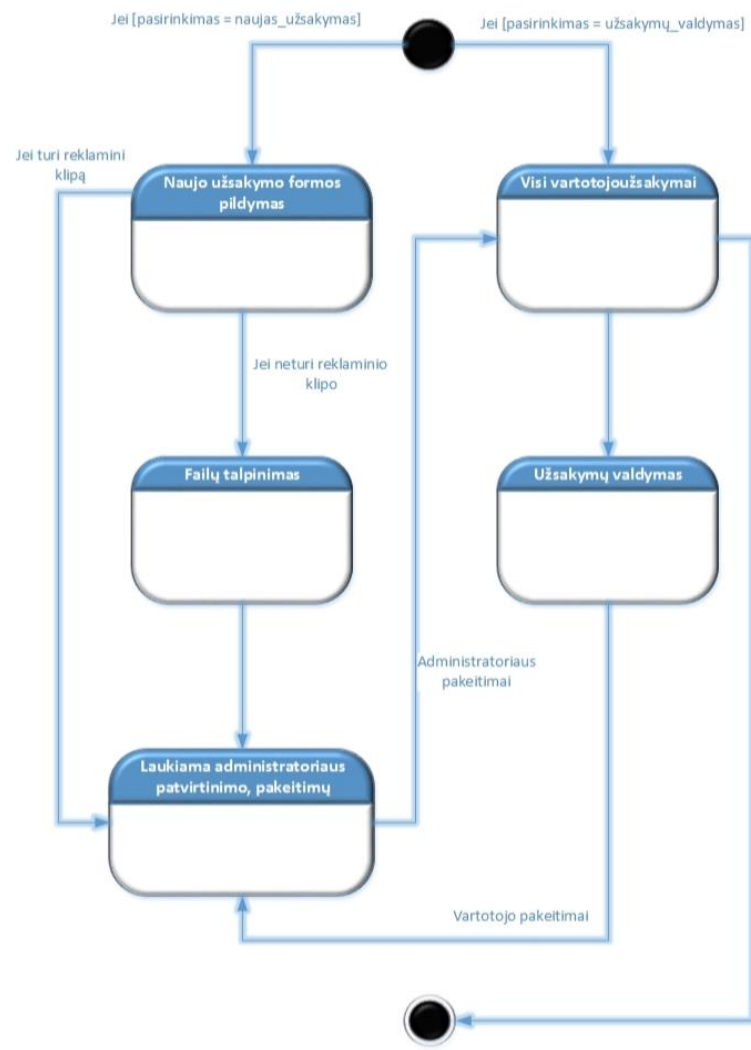 Jei [pasirinkimas = naujas_užsakymas]
Jei [pasirinkimas = užsakymų_valdymas]
Jei turi reklamini
klipą
Naujo užsakymo formos
pildymas
Visi vartotojoužsakymai
Jei neturi reklaminio
klipo
Failų talpinimas
Užsakymų valdymas
Administratoriaus
pakeitimai
Laukiama administratoriaus
patvirtinimo, pakeitimų
Vartotojo pakeitimai